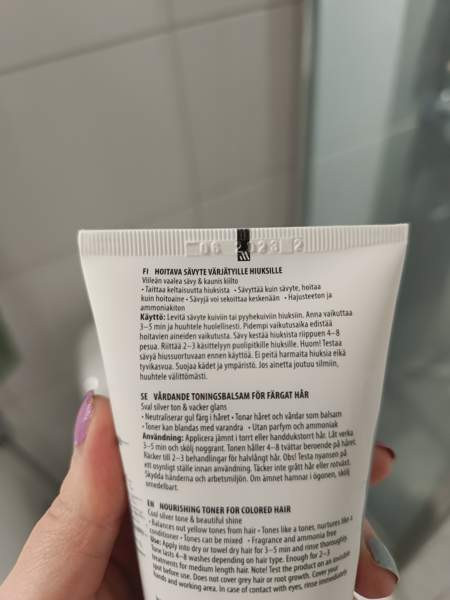 06 2023 2
FI HOITAVA SÄVYTE VÄRJÄTYILLE HIUKSILLE
Viileän vaalea sävy & kaunis kiilto
• Taittaa keltaisuutta hiuksista • Sävyttää kuin sävyte, hoitaa
kuin hoitoaine • Sävyjä voi sekoittaa keskenään • Hajusteeton ja
ammoniakiton
Käyttö: Levitä sävyte kuiviin tai pyyhekuiviin hiuksiin. Anna vaikuttaa
3–5 min ja huuhtele huolellisesti. Pidempi vaikutusaika edistää
hoitavien aineiden vaikutusta. Sävy kestää hiuksista riippuen 4–8
pesua. Riittää 2–3 käsittelyyn puolipitkille hiuksille. Huom! Testaa
sävyä hiussuortuvaan ennen käyttöä. Ei peitä harmaita hiuksia eikä
tyvikasvua. Suojaa kädet ja ympäristö. Jos ainetta joutuu silmiin,
huuhtele välittömästi.
SE VÅRDANDE TONINGSBALSAM FÖR FÄRGAT HÅR
Sval silver ton & vacker glans
• Neutraliserar gul färg i håret • Tonar håret och vårdar som balsam
• Toner kan blandas med varandra • Utan parfym och ammoniak
Användning: Applicera jämnt i torrt eller handdukstort hår. Låt verka
3–5 min och skölj noggrant. Tonen håller 4–8 tvättar beroende på håret.
Räcker till 2–3 behandlingar för halvlångt hår. Obs! Testa nyansen på
ett osynligt ställe innan användning. Täcker inte grått hår eller rotväxt.
Skydda händerna och arbetsmiljön. Om ämnet hamnar i ögonen, skölj
omedelbart.
EN NOURISHING TONER FOR COLORED HAIR
Cool silver tone & beautiful shine
• Balances out yellow tones from hair • Tones like a toner, nurtures like a
conditioner • Tones can be mixed • Fragrance and ammonia free
Use: Apply into dry or towel dry hair for 3–5 min and rinse thoroughly.
Tone lasts 4–8 washes depending on hair type. Enough for 2–3
treatments for medium length hair. Note! Test the product on an invisible
spot before use. Does not cover grey hair or root growth. Cover your
hands and working area. In case of contact with eyes, rinse immediately